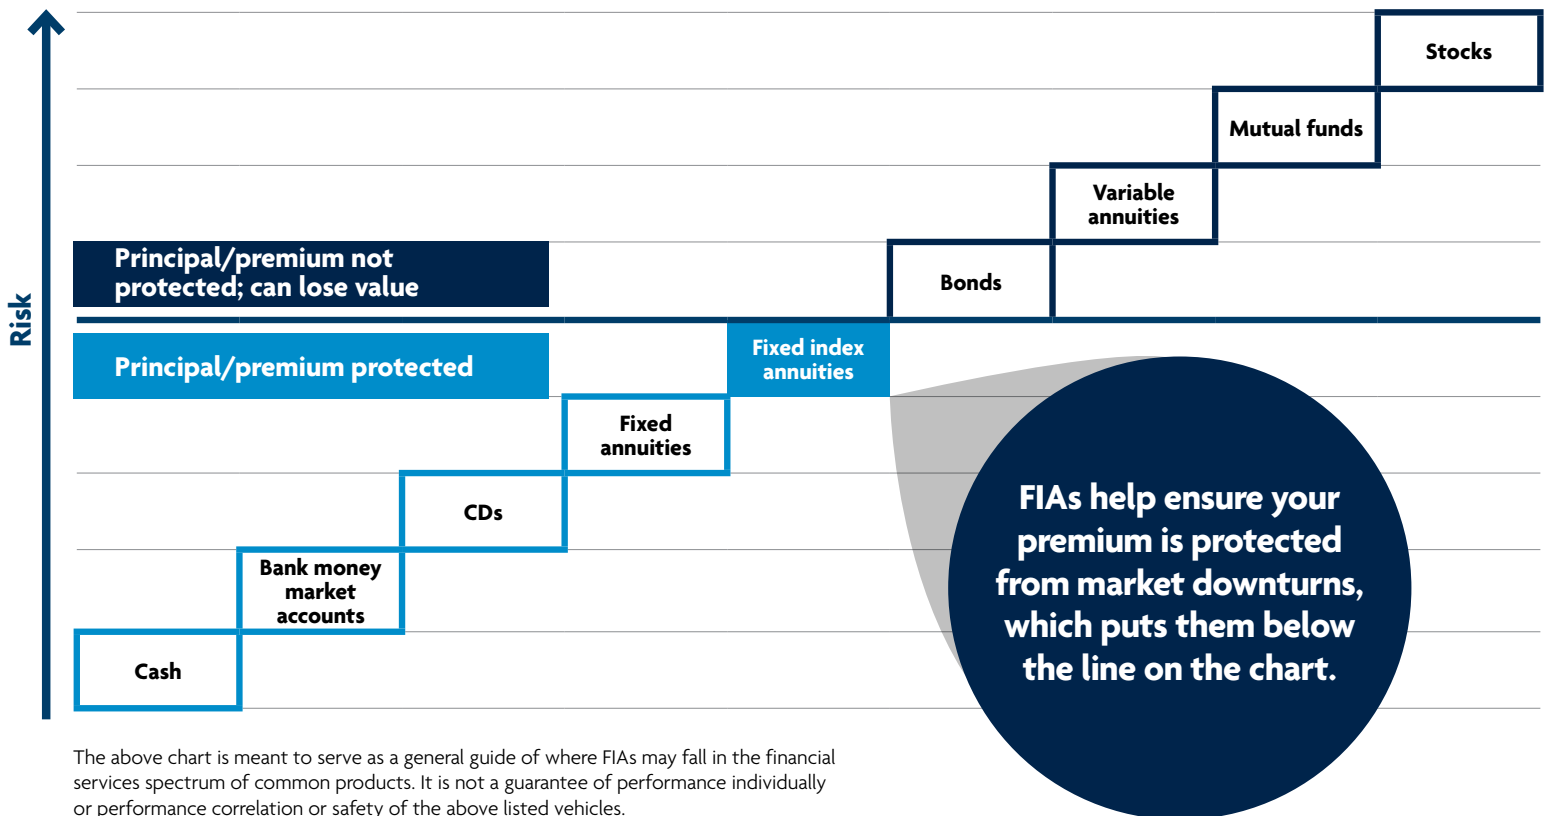 Stocks
Mutual funds
Variable
annuities
Principal/premium not
protected; can lose value
Bonds
Risk
Principal/premium protected
Fixed index
annuities
Fixed
annuities
CDs
Bank money
market
accounts
Cash
FIAs help ensure your
premium is protected
from market downturns,
which puts them below
the line on the chart.
The above chart is meant to serve as a general guide of where FIAs may fall in the financial
services spectrum of common products. It is not a guarantee of performance individually
or performance correlation or safety of the above listed vehicles.